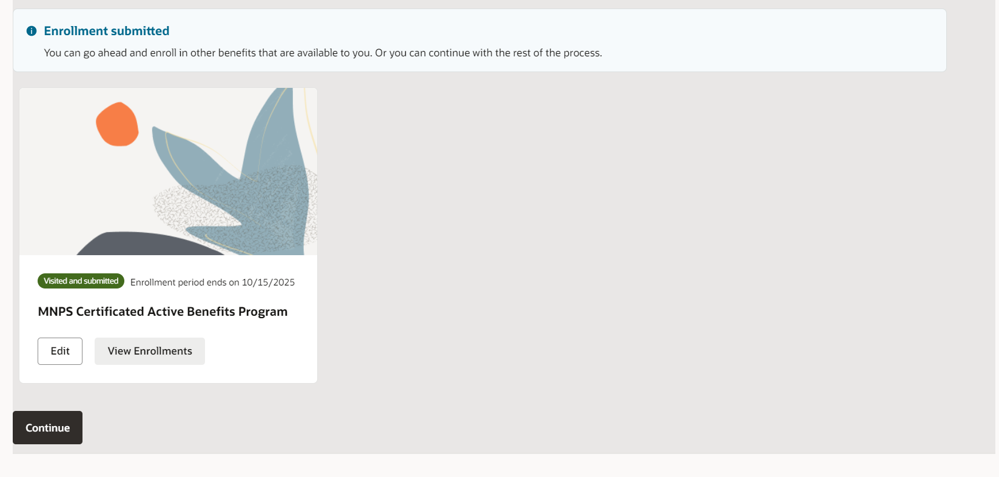 Enrollment submitted
You can go ahead and enroll in other benefits that are available to you. Or you can continue with the rest of the process.
Visited and submitted Enrollment period ends on 10/15/2025
MNPS Certificated Active Benefits Program
Edit View Enrollments
Continue